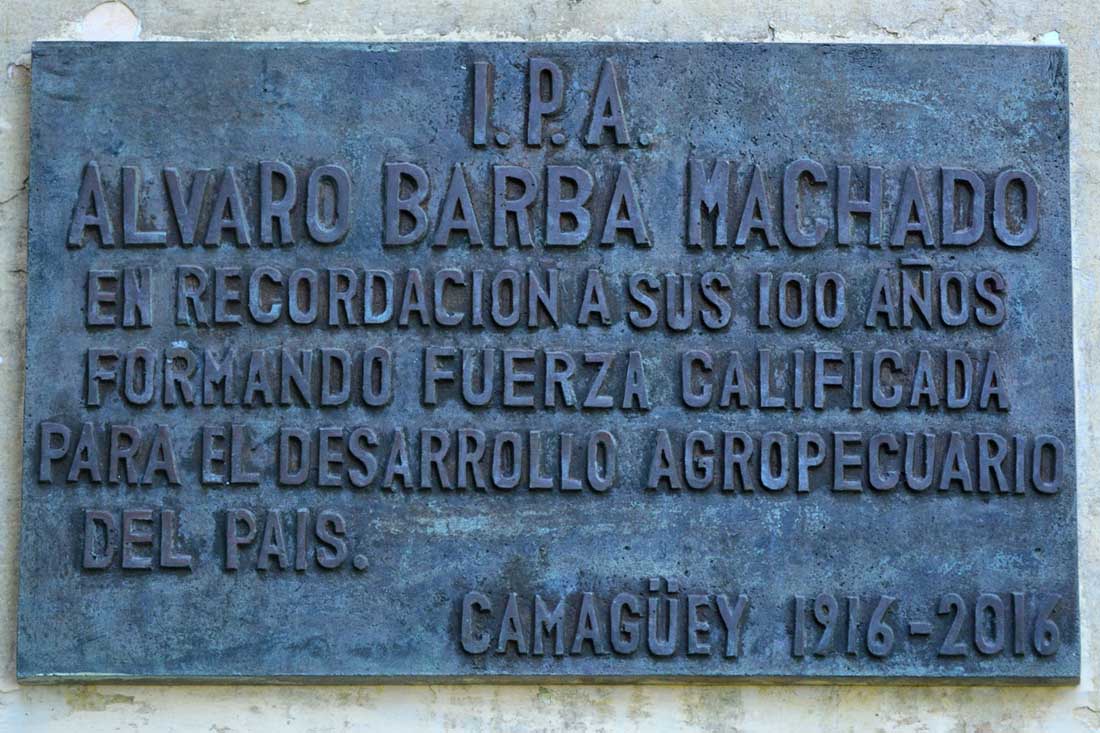 I.P.A.
ALVARO BARBA MACHADO
EN RECORDACION A SUS 100 AÑOS
FORMANDO FUERZA CALIFICADA
PARA EL DESARROLLO AGROPECUARIO
DEL PAIS.
CAMAGÜEY 1916-2016